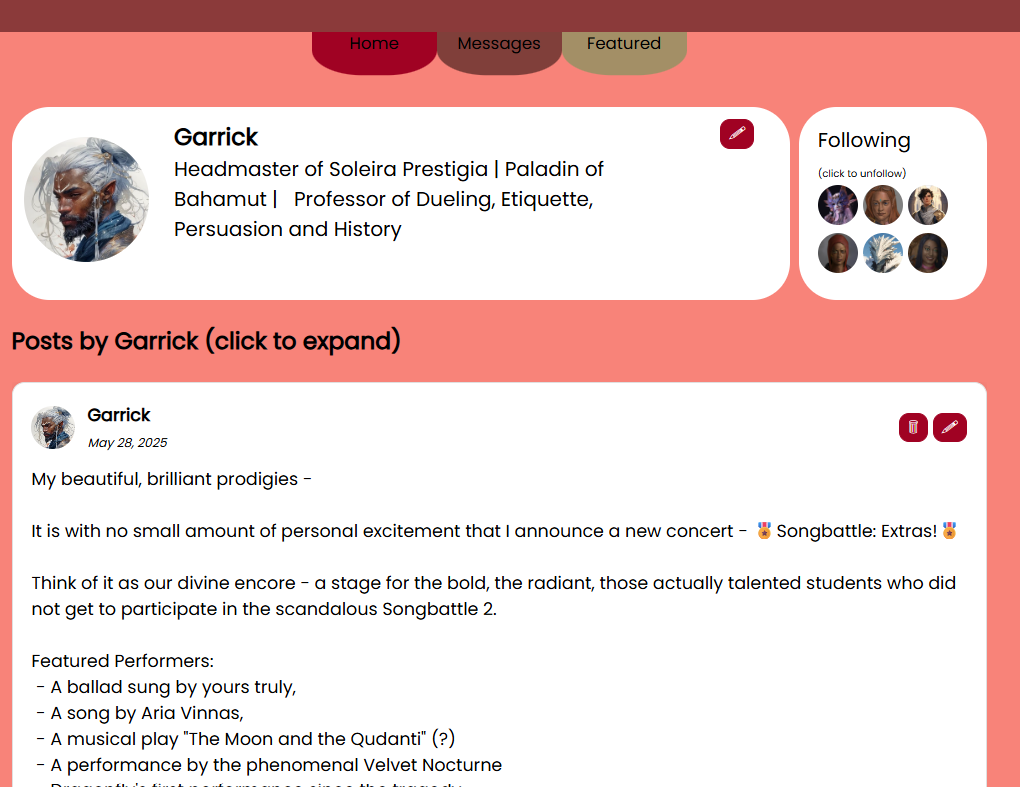 Home Messages Featured
Garrick
Headmaster of Soleira Prestigia | Paladin of
Bahamut | Professor of Dueling, Etiquette,
Persuasion and History
Following
(click to unfollow)
Posts by Garrick (click to expand)
Garrick
May 28, 2025
My beautiful, brilliant prodigies -
It is with no small amount of personal excitement that I announce a new concert - 🏅Songbattle: Extras!🏅
Think of it as our divine encore - a stage for the bold, the radiant, those actually talented students who did
not get to participate in the scandalous Songbattle 2.
Featured Performers:
- A ballad sung by yours truly,
- A song by Aria Vinnas,
- A musical play "The Moon and the Qudanti" (?)
- A performance by the phenomenal Velvet Nocturne